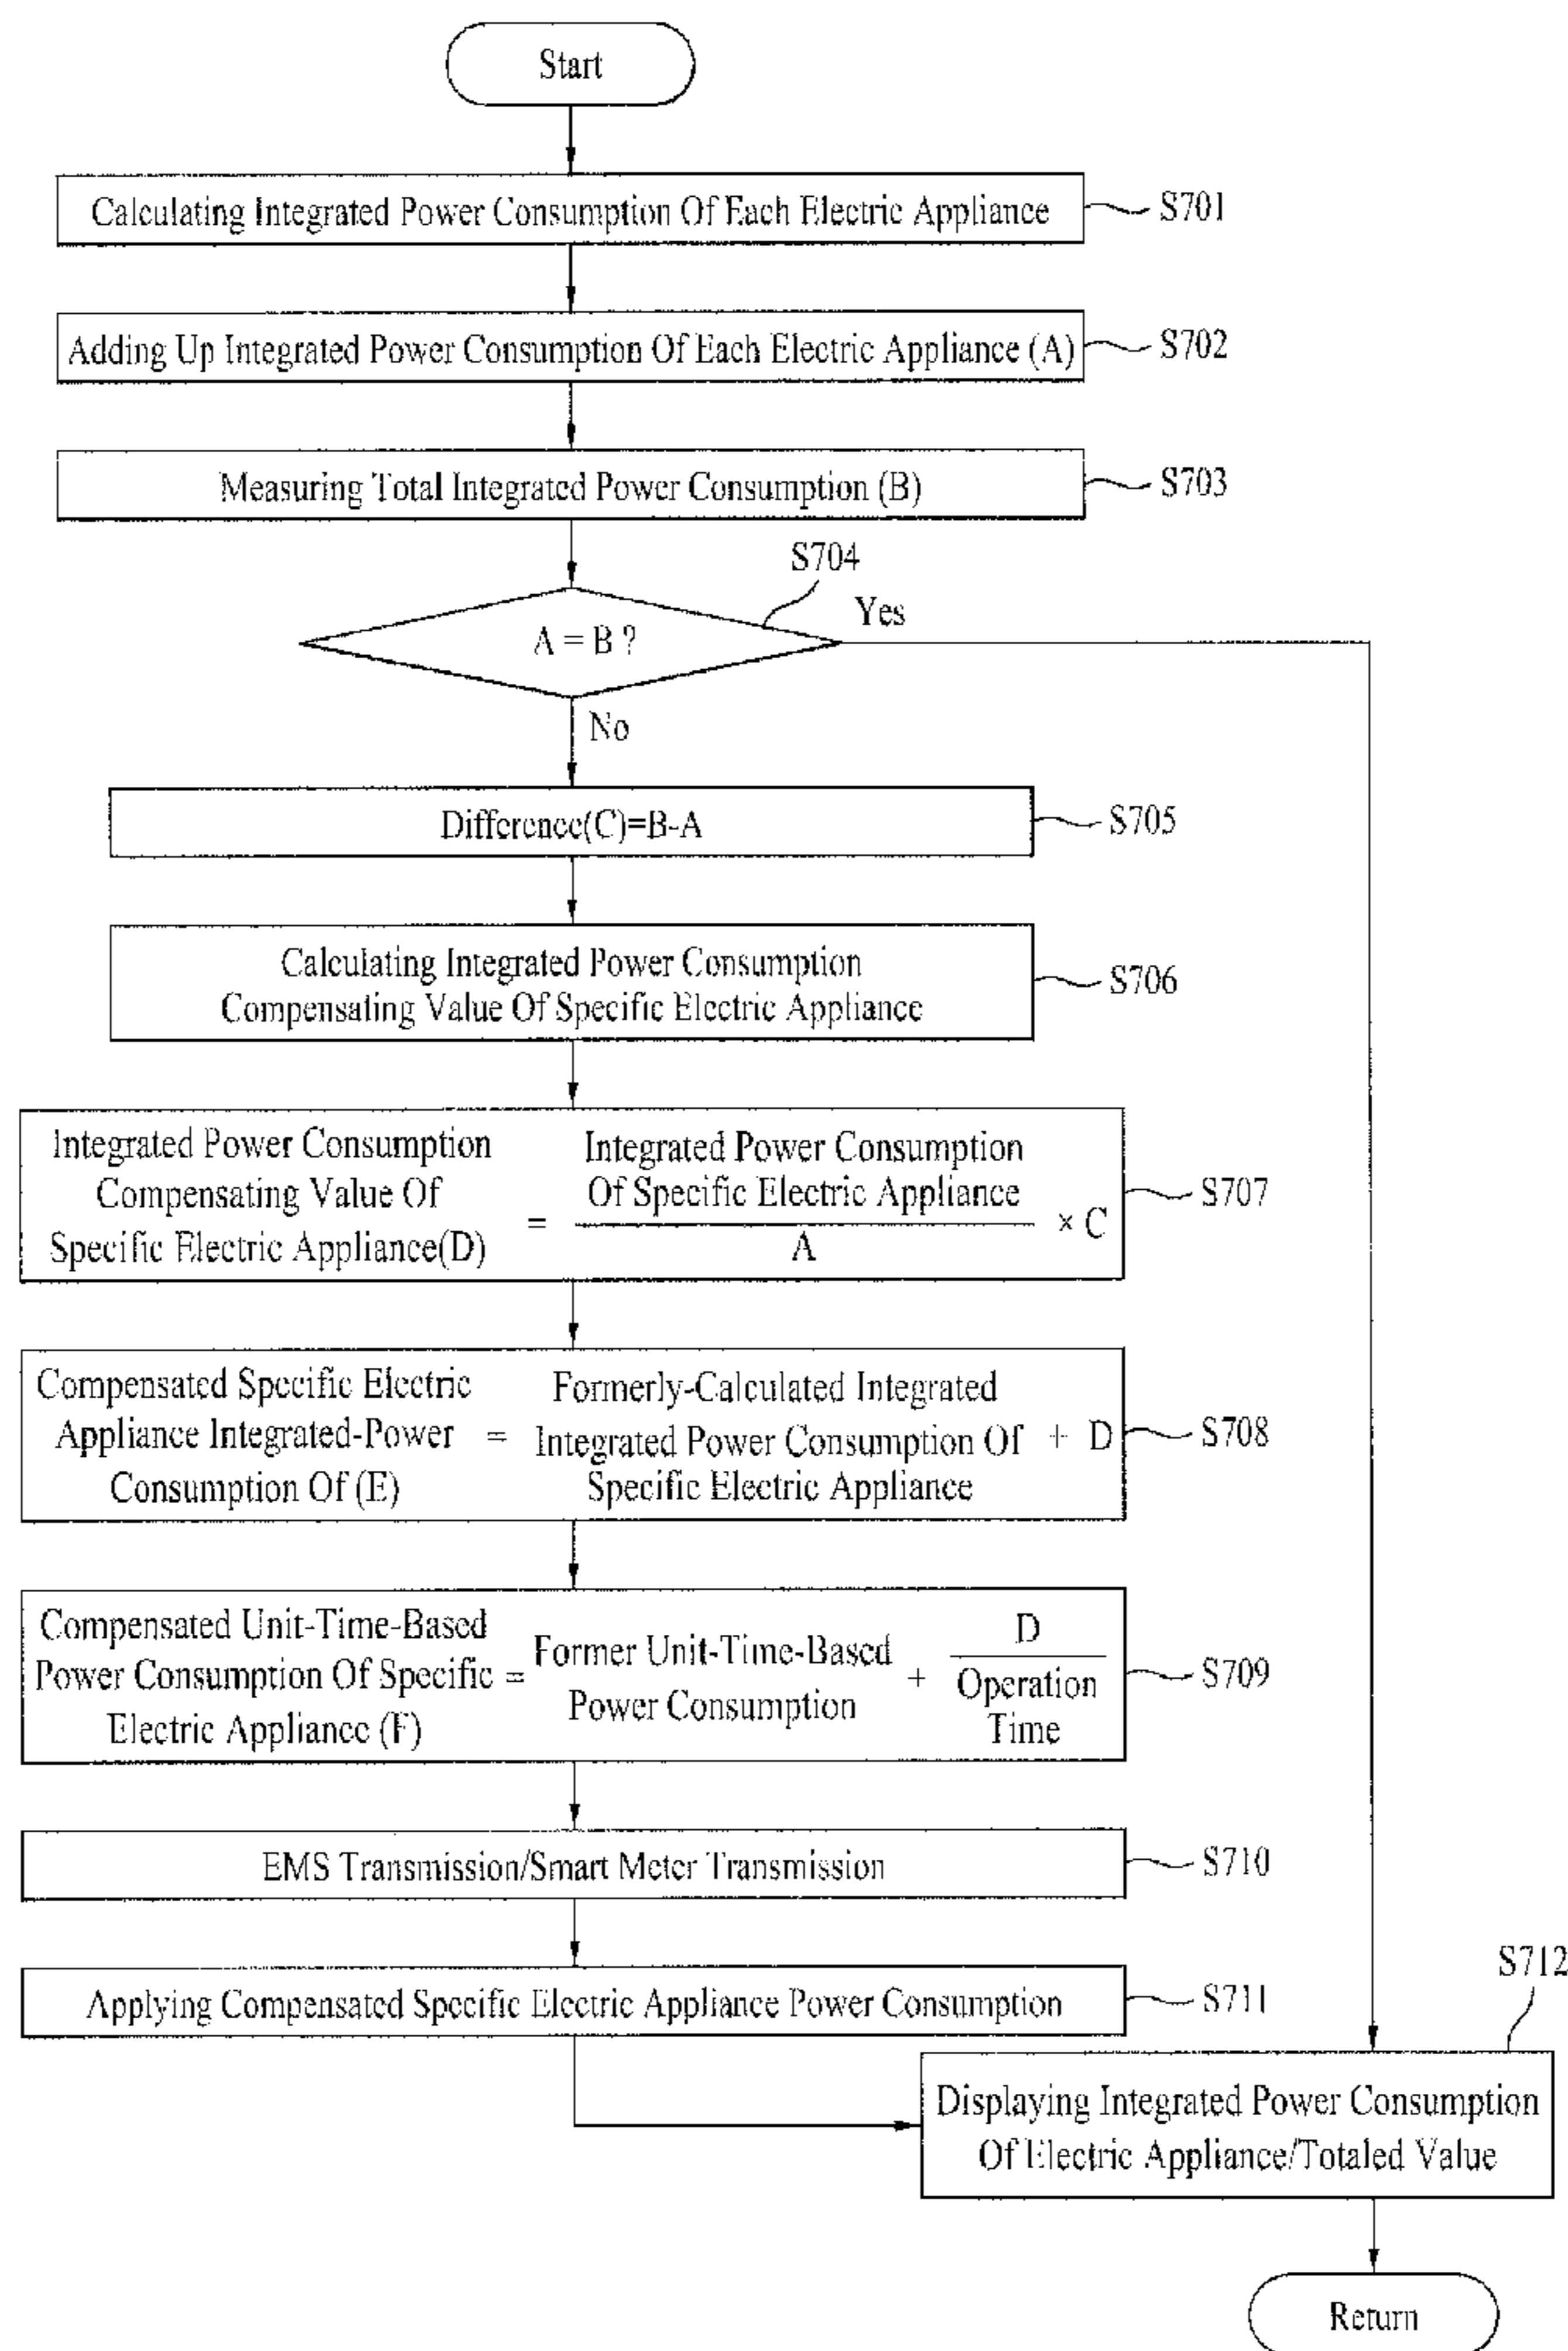 Start
Calculating Integrated Power Consumption Of Each Electric Appliance
S701
Adding Up Integrated Power Consumption Of Each Electric Appliance (A)
S702
Measuring Total Integrated Power Consumption (B)
S703
S704
A = B ?
Yes
No
Difference(C)=B-A
S705
Calculating Integrated Power Consumption
Compensating Value Of Specific Electric Appliance
S706
Integrated Power Consumption
Compensating Value Of
Specific Electric Appliance(D)
=
Integrated Power Consumption
Of Specific Electric Appliance
A
× C
S707
Compensated Specific Electric
Appliance Integrated-Power
Consumption Of (E)
=
Formerly-Calculated Integrated
Integrated Power Consumption Of
Specific Electric Appliance
+ D
S708
Compensated Unit-Time-Based
Power Consumption Of Specific
Electric Appliance (F)
=
Former Unit-Time-Based
Power Consumption
+
D
Operation
Time
S709
EMS Transmission/Smart Meter Transmission
S710
Applying Compensated Specific Electric Appliance Power Consumption
S711
S712
Displaying Integrated Power Consumption
Of Electric Appliance/Totaled Value
Return